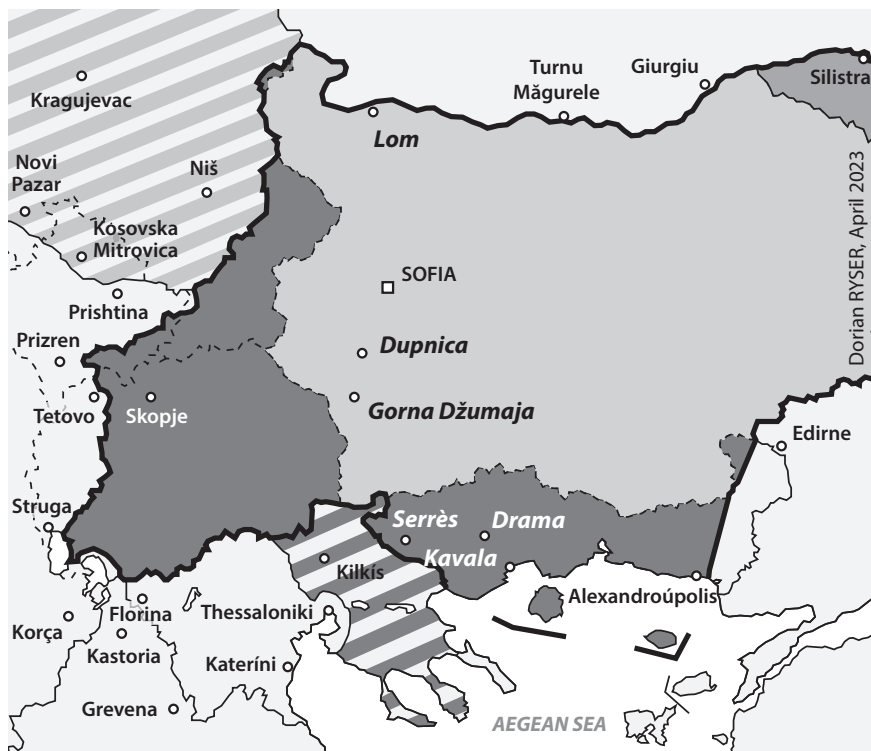 Kragujevac
Turnu
Măgurele
Giurgiu
Silistra
Lom
Novi
Pazar
Niš
Kosovska
Mitrovica
SOFIA
Prishtina
Prizren
Dupnica
Tetovo
Skopje
Gorna Džumaja
Edirne
Struga
Serrès
Drama
Kavala
Kilkís
Alexandroúpolis
Florina
Thessaloniki
Korça
Kastoria
Kateríni
Grevena
AEGEAN SEA
Dorian RYSER, April 2023